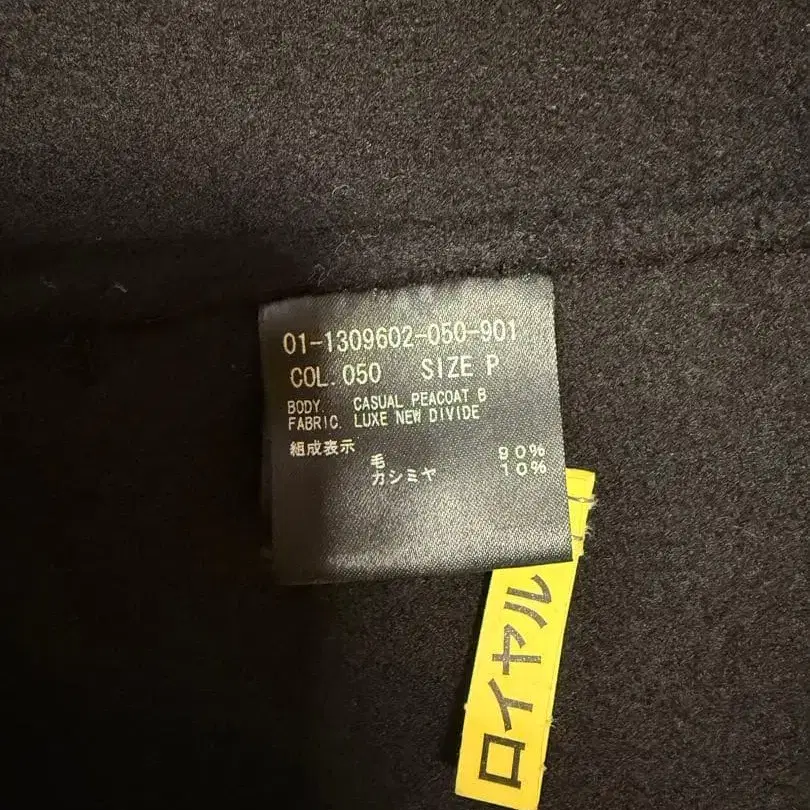 01-1309602-050-901
COL. 050 SIZE P
BODY CASUAL PEACOAT B
FABRIC. LUXE NEW DIVIDE
組成表示
毛 90%
カシミヤ 10%
ロイヤル